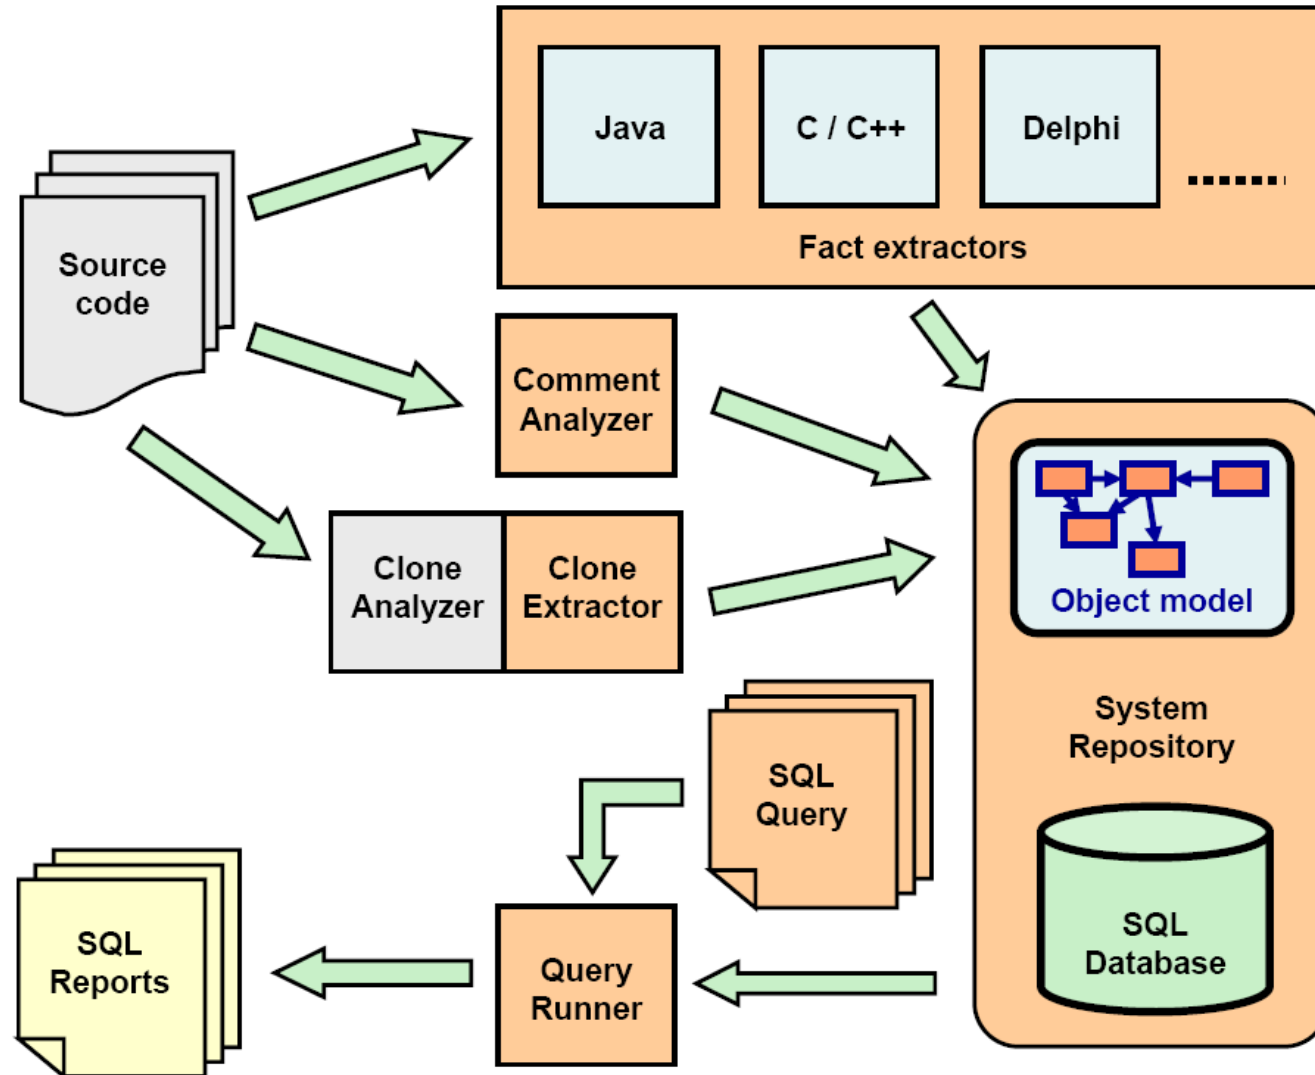 Java
C / C++
Delphi
Fact extractors
Source
code
Comment
Analyzer
Clone
Analyzer
Clone
Extractor
Object model
System
Repository
SQL
Query
SQL
Database
Query
Runner
SQL
Reports